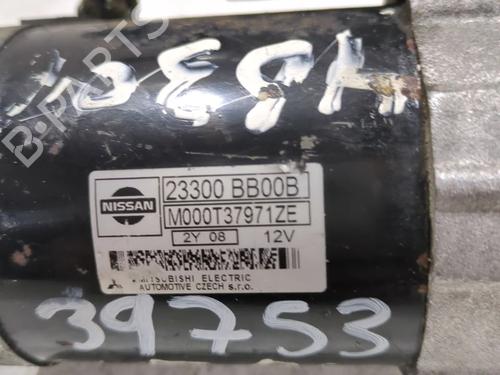 B-PARTS
NISSAN
23300 BB00B
M000T37971ZE
2Y 08 12V
MITSUBISHI ELECTRIC
AUTOMOTIVE CZECH s.r.o.
39753